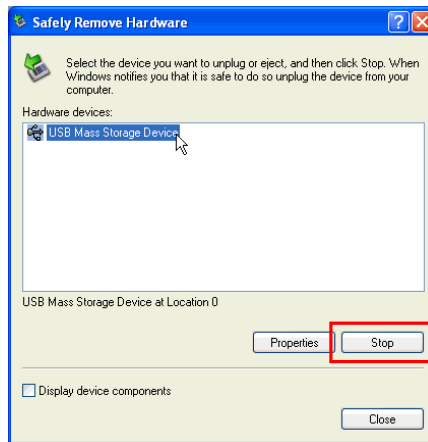 Safely Remove Hardware
Select the device you want to unplug or eject, and then click Stop. When
Windows notifies you that it is safe to do so unplug the device from your
computer.
Hardware devices:
USB Mass Storage Device
USB Mass Storage Device at Location 0
Properties
Stop
Display device components
Close